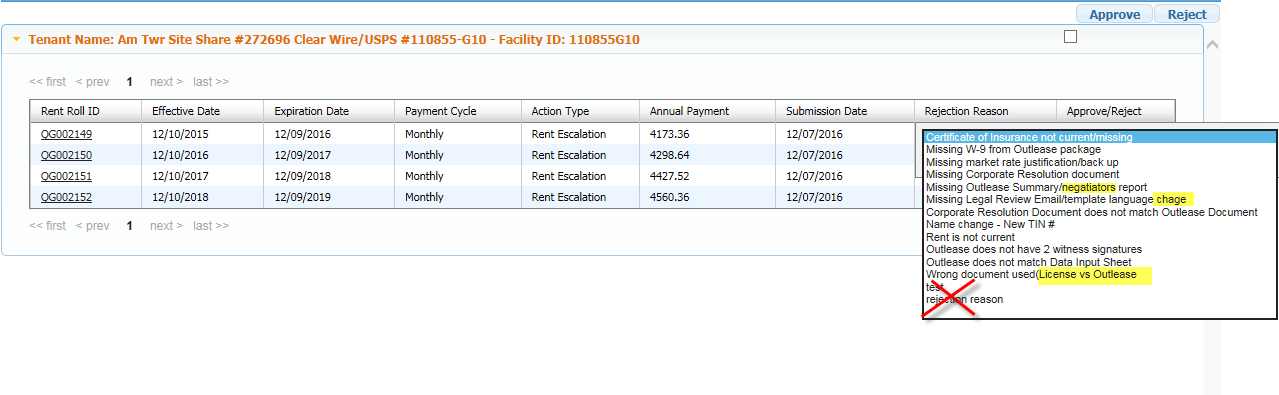 Approve Reject
Tenant Name: Am Twr Site Share #272696 Clear Wire/USPS #110855-G10 - Facility ID: 110855G10
<< first < prev 1 next > last >>
Rent Roll ID Effective Date Expiration Date Payment Cycle Action Type Annual Payment Submission Date Rejection Reason Approve/Reject
QG002149 12/10/2015 12/09/2016 Monthly Rent Escalation 4173.36 12/07/2016
QG002150 12/10/2016 12/09/2017 Monthly Rent Escalation 4298.64 12/07/2016
QG002151 12/10/2017 12/09/2018 Monthly Rent Escalation 4427.52 12/07/2016
QG002152 12/10/2018 12/09/2019 Monthly Rent Escalation 4560.36 12/07/2016
Certificate of Insurance not current/missing
Missing W-9 from Outlease package
Missing market rate justification/back up
Missing Corporate Resolution document
Missing Outlease Summary/negatiators report
Missing Legal Review Email/template language chage
Corporate Resolution Document does not match Outlease Document
Name change - New TIN #
Rent is not current
Outlease does not have 2 witness signatures
Outlease does not match Data Input Sheet
Wrong document used(License vs Outlease
test
rejection reason
<< first < prev 1 next > last >>